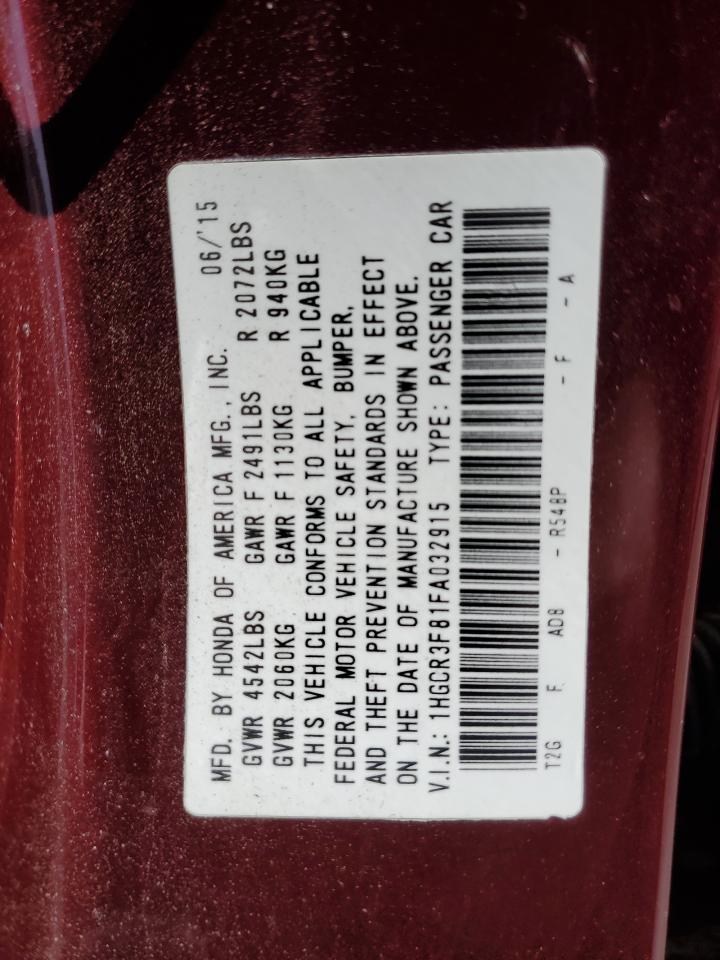 MFD. BY HONDA OF AMERICA MFG., INC. 06/'15
GVWR 4542LBS GAWR F 2491LBS R 2072LBS
GVWR 2060KG GAWR F 1130KG R 940KG
THIS VEHICLE CONFORMS TO ALL APPLICABLE
FEDERAL MOTOR VEHICLE SAFETY, BUMPER,
AND THEFT PREVENTION STANDARDS IN EFFECT
ON THE DATE OF MANUFACTURE SHOWN ABOVE.
V.I.N.: 1HGCR3F81FA032915 TYPE: PASSENGER CAR
T2G F AD8 - R548P - F - A